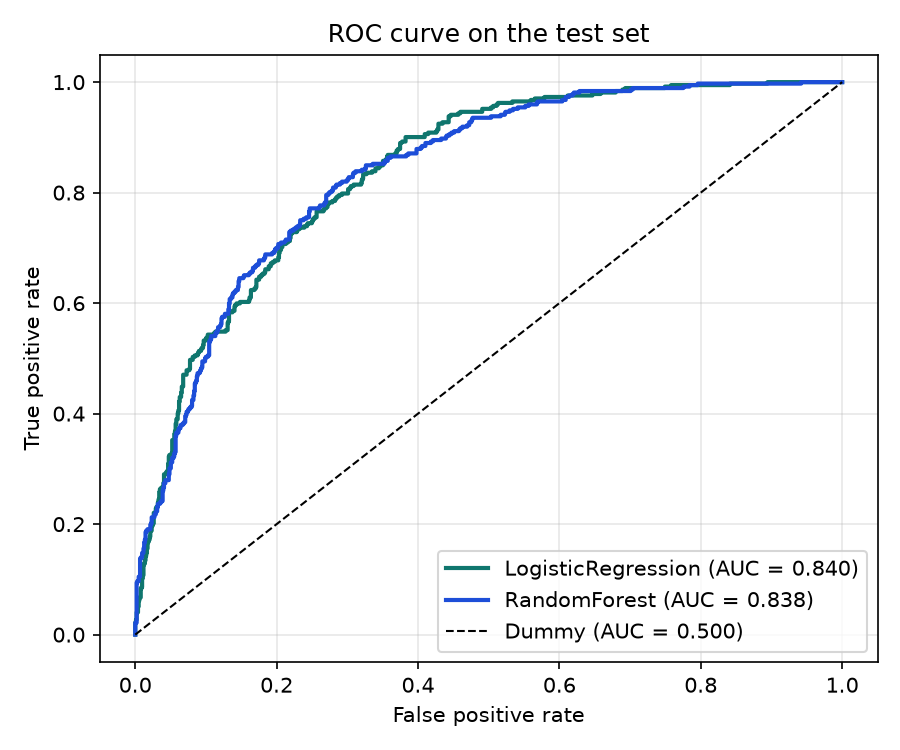 ROC curve on the test set
True positive rate
1.0
0.8
0.6
0.4
0.2
0.0
LogisticRegression (AUC = 0.840)
RandomForest (AUC = 0.838)
Dummy (AUC = 0.500)
0.0 0.2 0.4 0.6 0.8 1.0
False positive rate